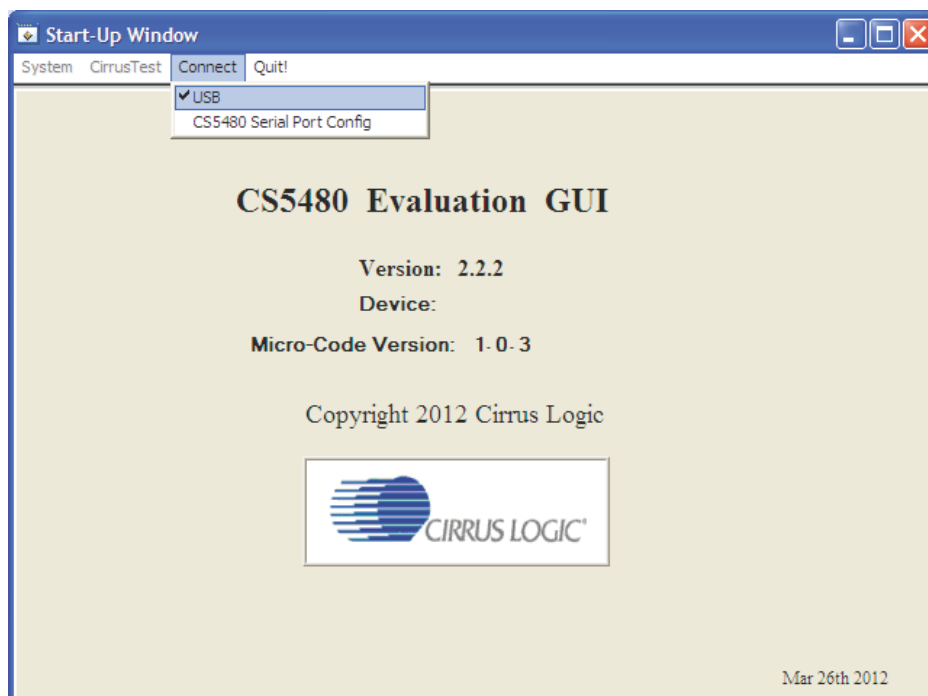 Start-Up Window
System CirrusTest Connect Quit!
✔USB
CS5480 Serial Port Config
CS5480 Evaluation GUI
Version: 2.2.2
Device:
Micro-Code Version: 1.0.3
Copyright 2012 Cirrus Logic
CIRRUS LOGIC®
Mar 26th 2012